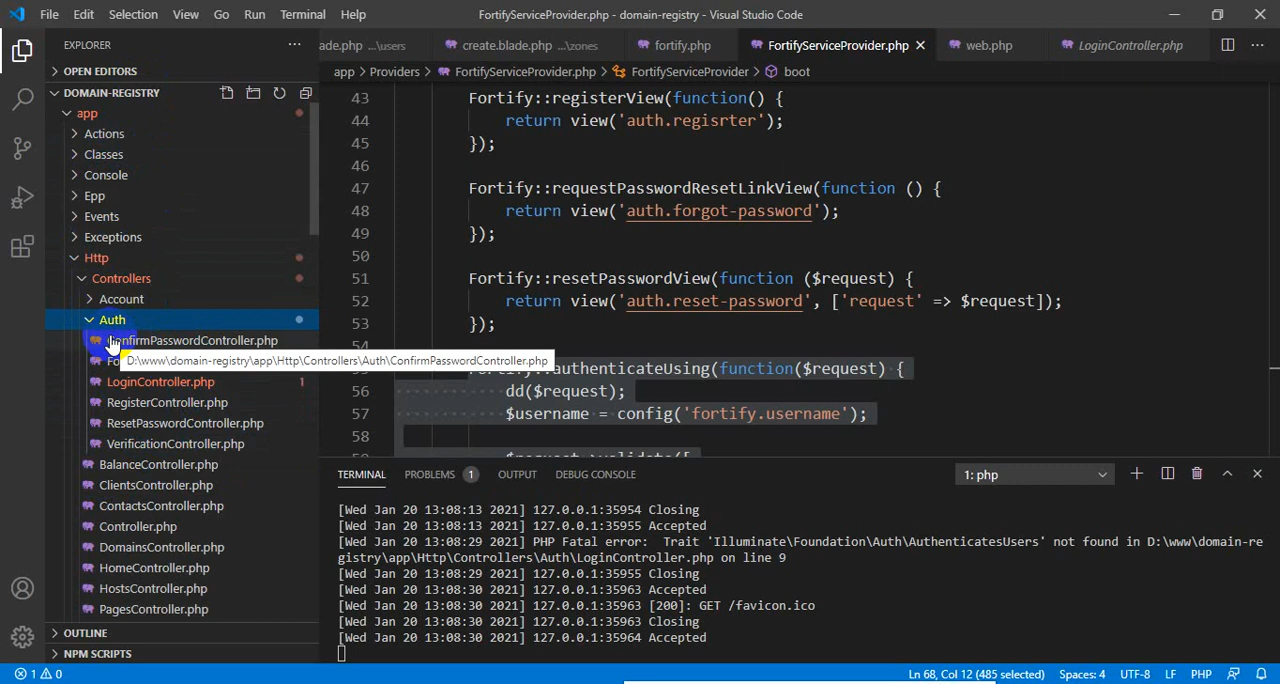 File Edit Selection View Go Run Terminal Help FortifyServiceProvider.php - domain-registry - Visual Studio Code
EXPLORER
ade.php ...\users create.blade.php ...\zones fortify.php FortifyServiceProvider.php web.php LoginController.php
OPEN EDITORS
app > Providers > FortifyServiceProvider.php > FortifyServiceProvider > boot
DOMAIN-REGISTRY
app
Actions
Classes
Console
Epp
Events
Exceptions
Http
Controllers
Account
Auth
ConfirmPasswordController.php
D:\www\domain-registry\app\Http\Controllers\Auth\ConfirmPasswordController.php
LoginController.php 1
RegisterController.php
ResetPasswordController.php
VerificationController.php
BalanceController.php
ClientsController.php
ContactsController.php
Controller.php
DomainsController.php
HomeController.php
HostsController.php
PagesController.php
OUTLINE
NPM SCRIPTS
43 Fortify::registerView(function() {
44 return view('auth.regisrter');
45 });
46
47 Fortify::requestPasswordResetLinkView(function () {
48 return view('auth.forgot-password');
49 });
50
51 Fortify::resetPasswordView(function ($request) {
52 return view('auth.reset-password', ['request' => $request]);
53 });
54
authenticateUsing(function($request) {
56 dd($request);
57 $username = config('fortify.username');
58
TERMINAL PROBLEMS 1 OUTPUT DEBUG CONSOLE 1: php
[Wed Jan 20 13:08:13 2021] 127.0.0.1:35954 Closing
[Wed Jan 20 13:08:13 2021] 127.0.0.1:35955 Accepted
[Wed Jan 20 13:08:29 2021] PHP Fatal error:  Trait 'Illuminate\Foundation\Auth\AuthenticatesUsers' not found in D:\www\domain-re
gistry\app\Http\Controllers\Auth\LoginController.php on line 9
[Wed Jan 20 13:08:29 2021] 127.0.0.1:35955 Closing
[Wed Jan 20 13:08:30 2021] 127.0.0.1:35963 Accepted
[Wed Jan 20 13:08:30 2021] 127.0.0.1:35963 [200]: GET /favicon.ico
[Wed Jan 20 13:08:30 2021] 127.0.0.1:35963 Closing
[Wed Jan 20 13:08:30 2021] 127.0.0.1:35964 Accepted
1 0 Ln 68, Col 12 (485 selected) Spaces: 4 UTF-8 LF PHP